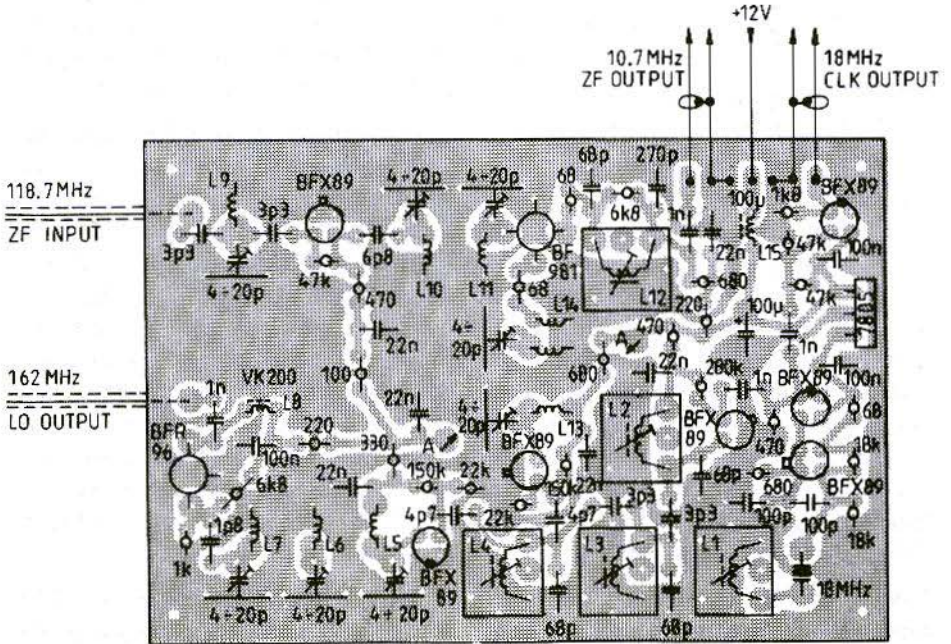 +12V
10.7MHz
ZF OUTPUT
18MHz
CLK OUTPUT
118.7MHz
ZF INPUT
L9
BFX89
4÷20p
4÷20p
68
68p
270p
6k8
100µ
1k8
BFX89
3p3
3p3
6p8
1n
47k
L10
L11
BF
981
22n
L15
47k
100n
4÷20p
47k
470
68
L14
L12
680
220
100µ
7805
22n
4÷
20p
680
A
470
22n
1n
162 MHz
LO OUTPUT
1n
VK200
L8
100
22n
4÷
20p
280k
1n
BFX89
100n
L2
BFR
96
220
330
A
BFX89
L13
BFX
89
470
68
100n
6k8
22n
150k
22k
150k
22n
68p
680
18k
BFX89
1p8
L7
L6
L5
4p7
22k
4p7
3p3
3p3
100p
100p
18k
1k
BFX
89
L4
L3
L1
18MHz
4÷20p
4÷20p
4÷20p
68p
68p